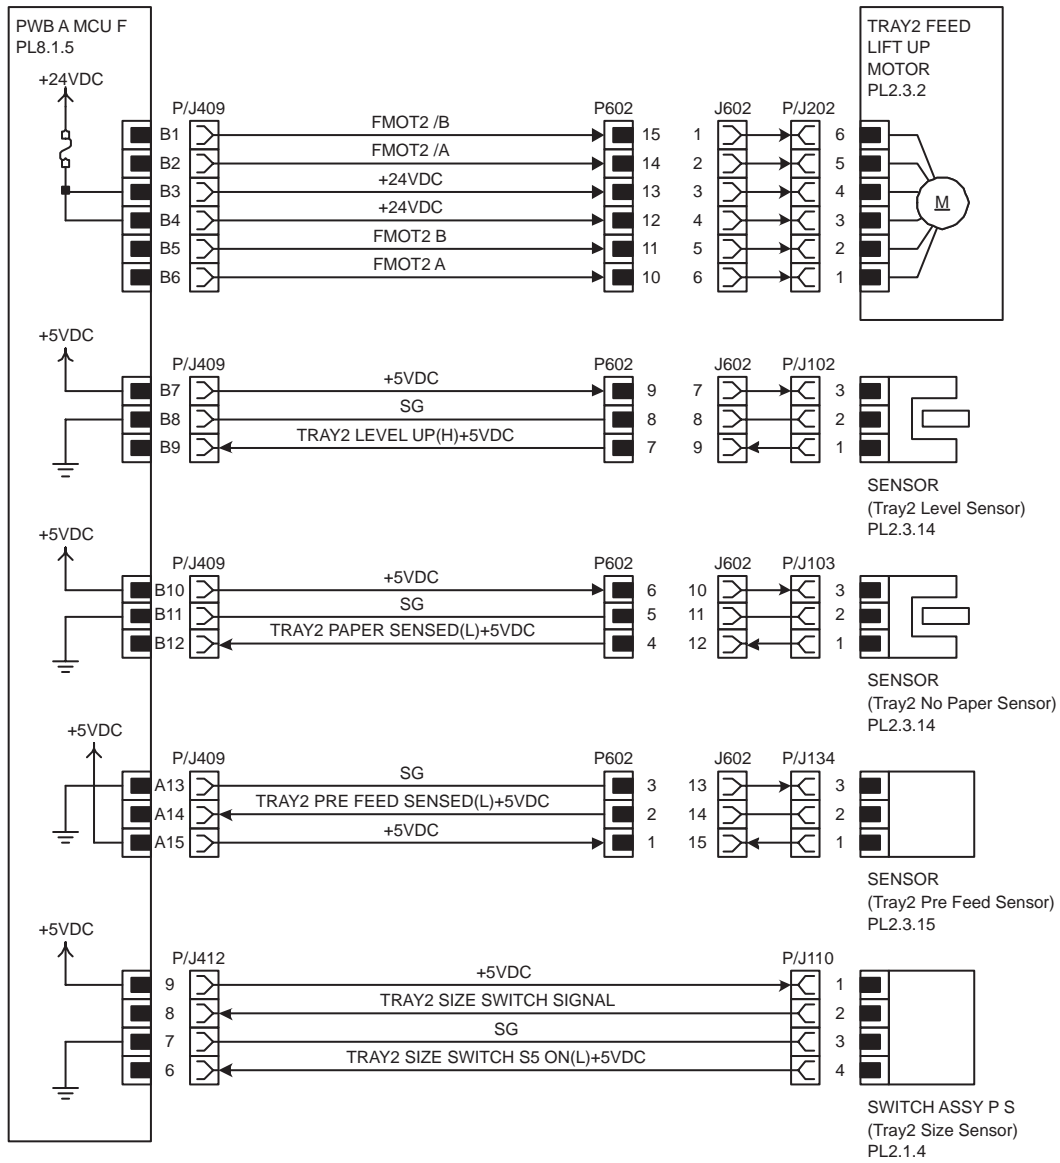 PWB A MCU F
PL8.1.5
+24VDC
TRAY2 FEED
LIFT UP
MOTOR
PL2.3.2
P/J409 P602 J602 P/J202
B1 FMOT2 /B 15 1 6
B2 FMOT2 /A 14 2 5
B3 +24VDC 13 3 4
B4 +24VDC 12 4 3
B5 FMOT2 B 11 5 2
B6 FMOT2 A 10 6 1
M
+5VDC
P/J409 P602 J602 P/J102
B7 +5VDC 9 7 3
B8 SG 8 8 2
B9 TRAY2 LEVEL UP(H)+5VDC 7 9 1
SENSOR
(Tray2 Level Sensor)
PL2.3.14
+5VDC
P/J409 P602 J602 P/J103
B10 +5VDC 6 10 3
B11 SG 5 11 2
B12 TRAY2 PAPER SENSED(L)+5VDC 4 12 1
SENSOR
(Tray2 No Paper Sensor)
PL2.3.14
+5VDC
P/J409 P602 J602 P/J134
A13 SG 3 13 3
A14 TRAY2 PRE FEED SENSED(L)+5VDC 2 14 2
A15 +5VDC 1 15 1
SENSOR
(Tray2 Pre Feed Sensor)
PL2.3.15
+5VDC
P/J412 P/J110
9 +5VDC 1
8 TRAY2 SIZE SWITCH SIGNAL 2
7 SG 3
6 TRAY2 SIZE SWITCH S5 ON(L)+5VDC 4
SWITCH ASSY P S
(Tray2 Size Sensor)
PL2.1.4